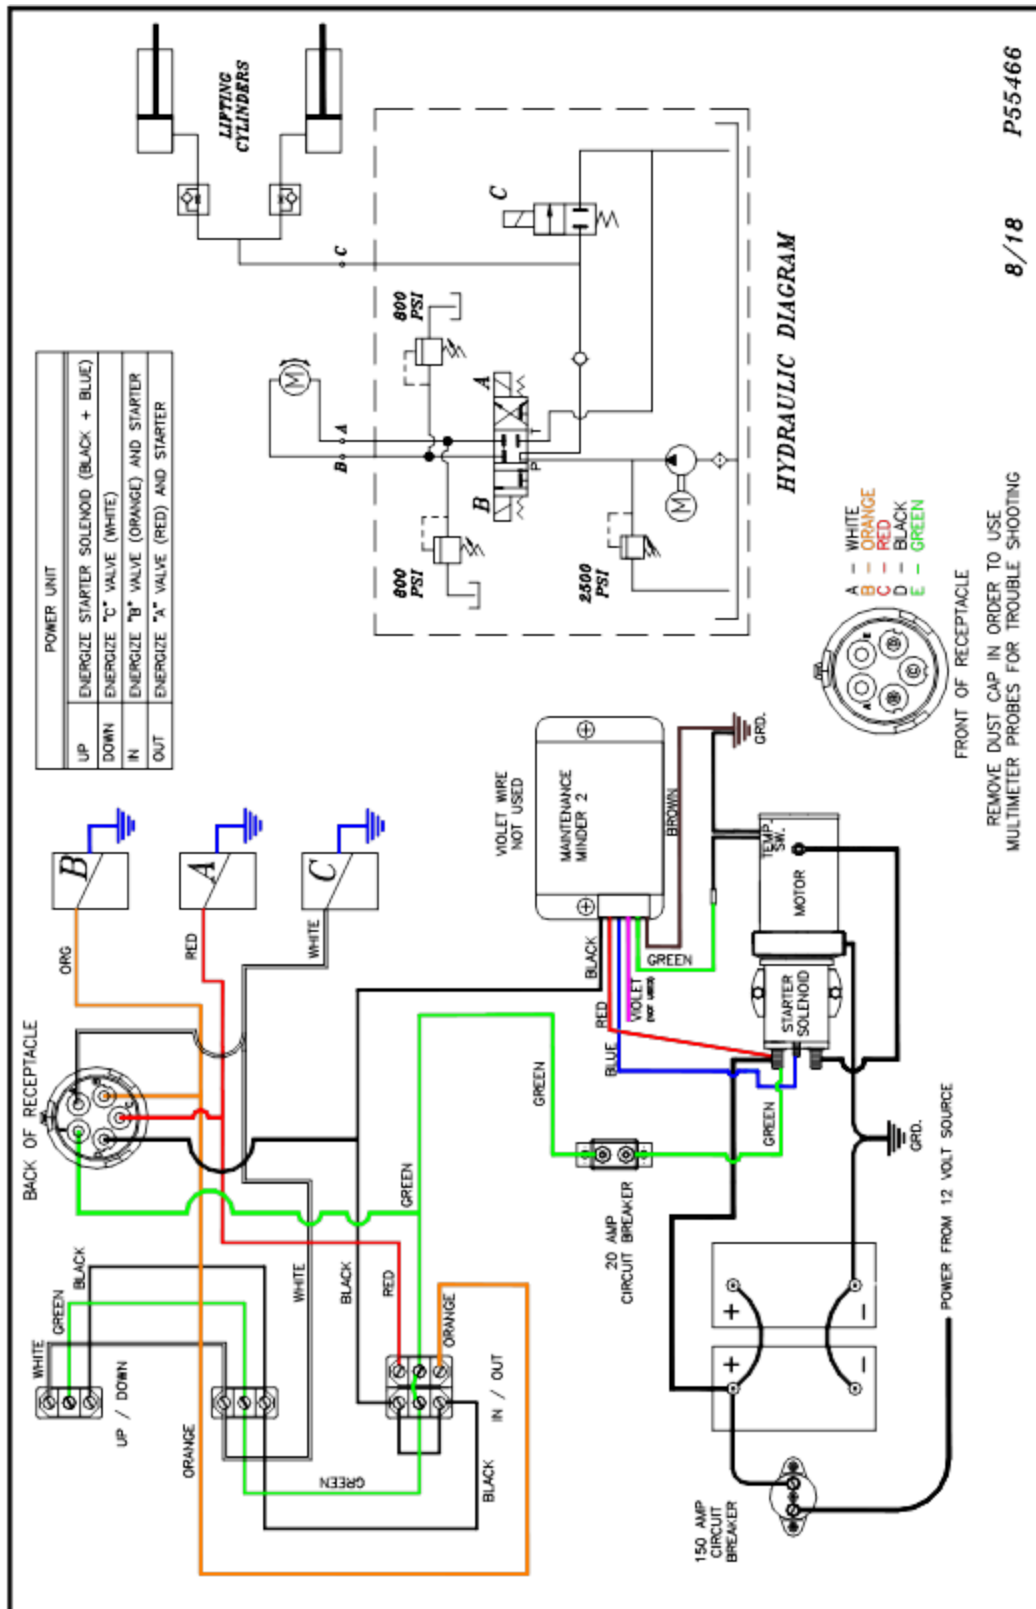 POWER UNIT
UP ENERGIZE STARTER SOLENOID (BLACK + BLUE)
DOWN ENERGIZE "C" VALVE (WHITE)
IN ENERGIZE "B" VALVE (ORANGE) AND STARTER
OUT ENERGIZE "A" VALVE (RED) AND STARTER
LIFTING
CYLINDERS
C
C
800
PSI
M
A
B
A
B
T
P
800
PSI
2500
PSI
M
HYDRAULIC DIAGRAM
BACK OF RECEPTACLE
B
A
C
ORG
RED
WHITE
WHITE
GREEN
BLACK
UP / DOWN
ORANGE
WHITE
BLACK
GREEN
RED
ORANGE
IN / OUT
GREEN
BLACK
VIOLET WIRE
NOT USED
MAINTENANCE
MINDER 2
BLACK
RED
BLUE
VIOLET
(NOT USED)
GREEN
BROWN
GRD.
TEMP.
SW.
MOTOR
STARTER
SOLENOID
GREEN
GREEN
20 AMP
CIRCUIT BREAKER
GRD.
+
-
+
-
150 AMP
CIRCUIT
BREAKER
POWER FROM 12 VOLT SOURCE
A
E
C
A - WHITE
B - ORANGE
C - RED
D - BLACK
E - GREEN
FRONT OF RECEPTACLE
REMOVE DUST CAP IN ORDER TO USE
MULTIMETER PROBES FOR TROUBLE SHOOTING
8/18 P55466